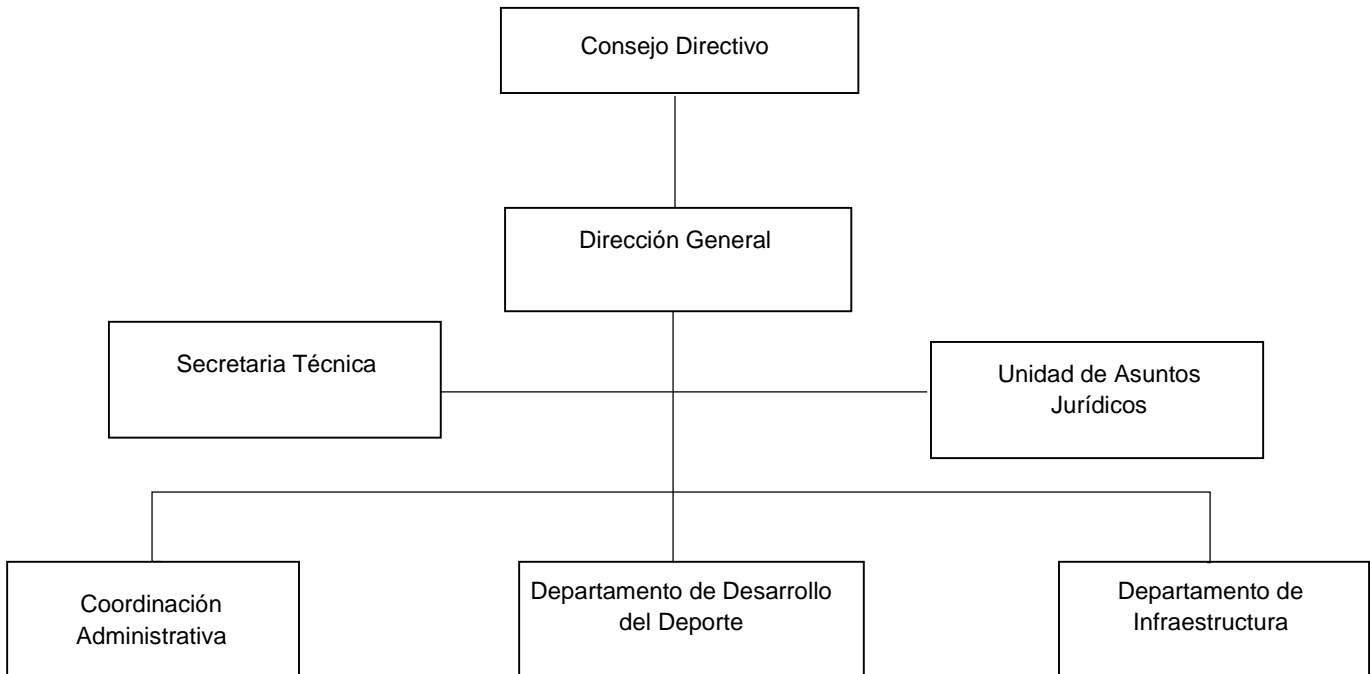 Consejo Directivo
Dirección General
Secretaria Técnica
Unidad de Asuntos
Jurídicos
Coordinación
Administrativa
Departamento de Desarrollo
del Deporte
Departamento de
Infraestructura